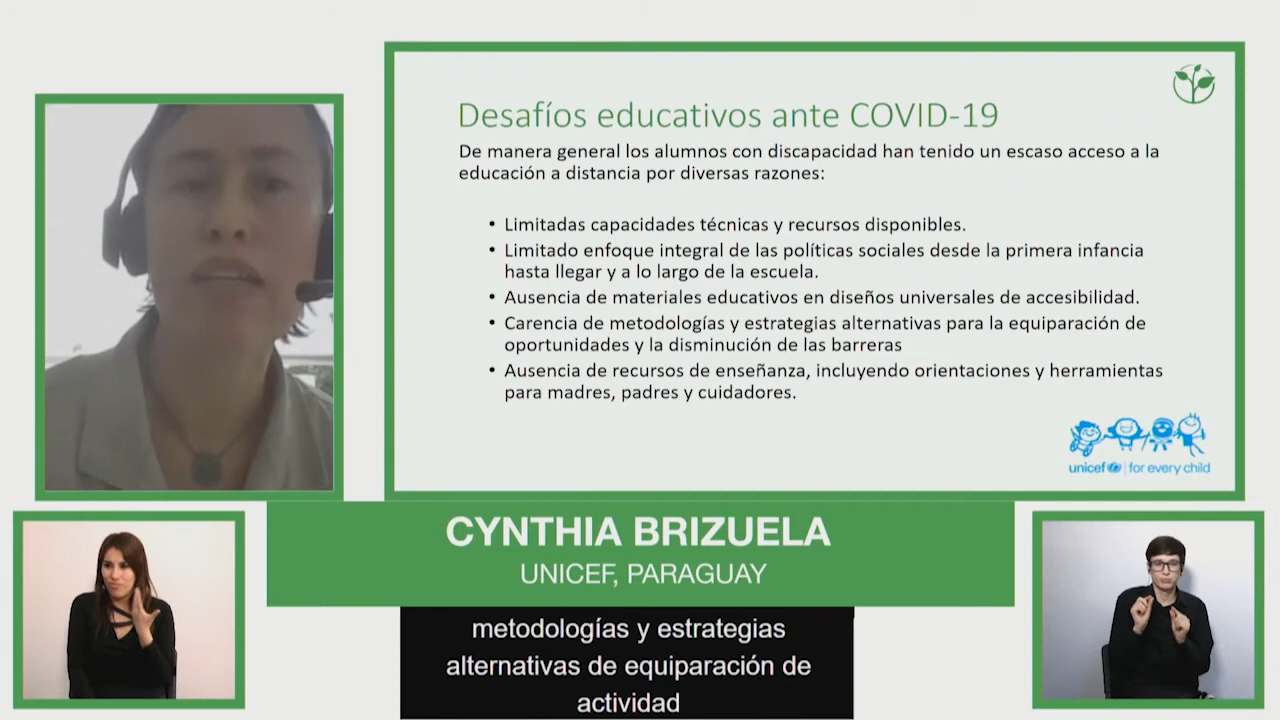 Desafíos educativos ante COVID-19
De manera general los alumnos con discapacidad han tenido un escaso acceso a la
educación a distancia por diversas razones:
• Limitadas capacidades técnicas y recursos disponibles.
• Limitado enfoque integral de las políticas sociales desde la primera infancia
hasta llegar y a lo largo de la escuela.
• Ausencia de materiales educativos en diseños universales de accesibilidad.
• Carencia de metodologías y estrategias alternativas para la equiparación de
oportunidades y la disminución de las barreras
• Ausencia de recursos de enseñanza, incluyendo orientaciones y herramientas
para madres, padres y cuidadores.
unicef | for every child
CYNTHIA BRIZUELA
UNICEF, PARAGUAY
metodologías y estrategias
alternativas de equiparación de
actividad